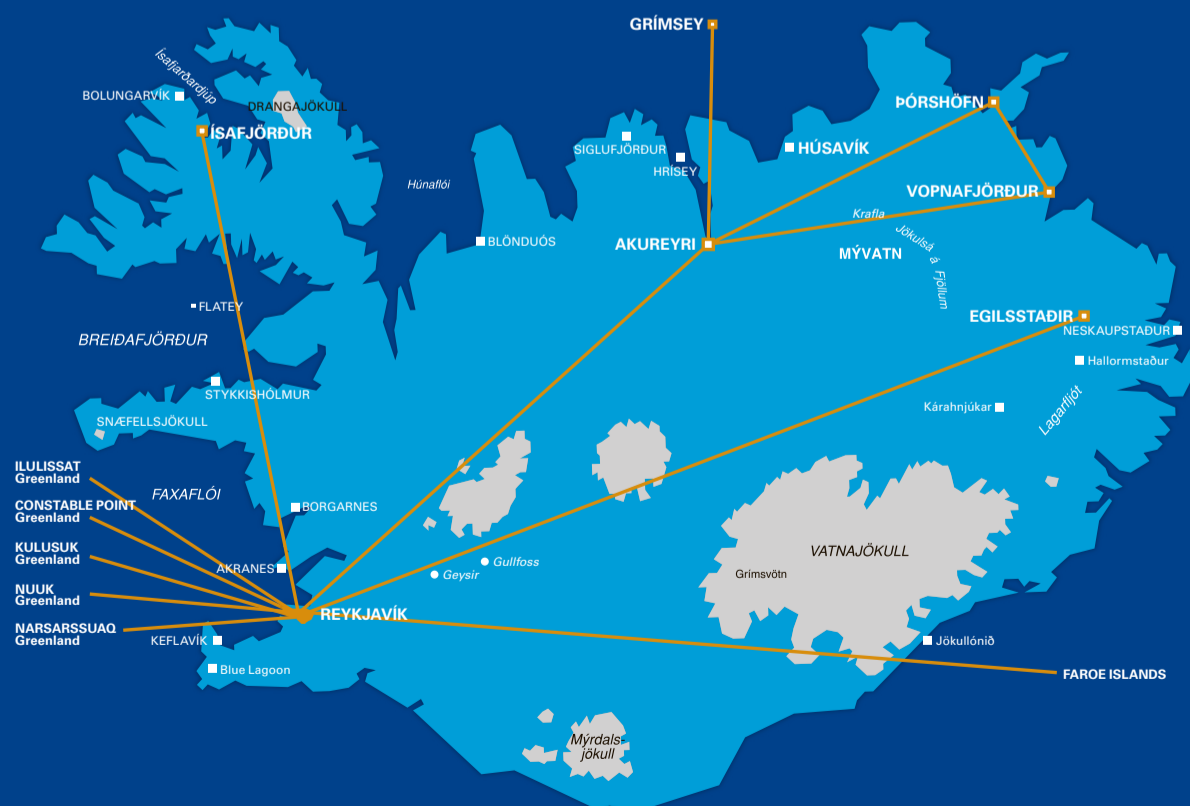 GRÍMSEY
Ísafjarðardjúp
BOLUNGARVÍK
DRANGAJÖKULL
ÞÓRSHÖFN
ÍSAFJÖRÐUR
SIGLUFJÖRÐUR
HÚSAVÍK
HRÍSEY
Húnaflói
VOPNAFJÖRÐUR
Krafla
BLÖNDUÓS
AKUREYRI
MÝVATN
Jökulsá á Fjöllum
FLATEY
EGILSSTAÐIR
NESKAUPSTAÐUR
BREIÐAFJÖRÐUR
Hallormstaður
STYKKISHÓLMUR
Kárahnjúkar
Lagarfljót
SNÆFELLSJÖKULL
ILULISSAT
Greenland
FAXAFLÓI
CONSTABLE POINT
Greenland
BORGARNES
KULUSUK
Greenland
VATNAJÖKULL
Gullfoss
AKRANES
Geysir
Grímsvötn
NUUK
Greenland
REYKJAVÍK
NARSARSSUAQ
Greenland
KEFLAVÍK
Jökullónið
Blue Lagoon
FAROE ISLANDS
Mýrdals-
jökull